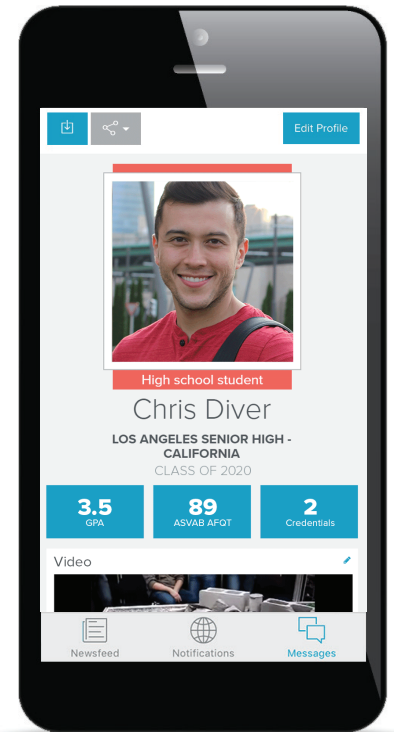 Edit Profile
High school student
Chris Diver
LOS ANGELES SENIOR HIGH -
CALIFORNIA
CLASS OF 2020
3.5
GPA
89
ASVAB AFQT
2
Credentials
Video
Newsfeed
Notifications
Messages